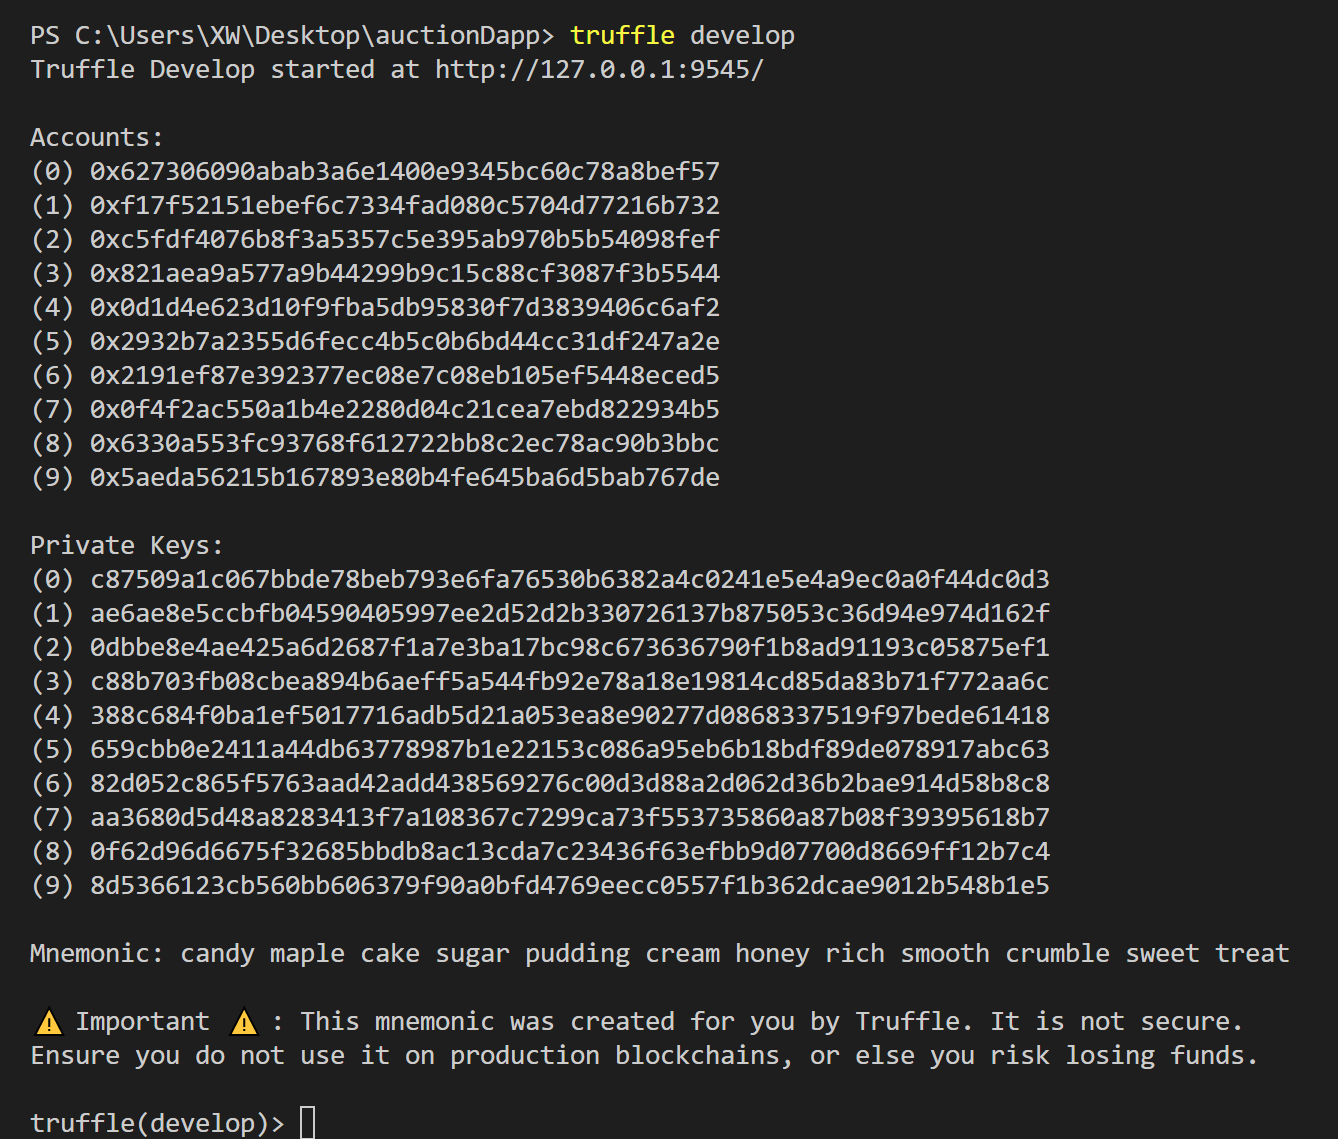 PS C:\Users\XW\Desktop\auctionDapp> truffle develop
Truffle Develop started at http://127.0.0.1:9545/
Accounts:
(0) 0x627306090abab3a6e1400e9345bc60c78a8bef57
(1) 0xf17f52151ebef6c7334fad080c5704d77216b732
(2) 0xc5fdf4076b8f3a5357c5e395ab970b5b54098fef
(3) 0x821aea9a577a9b44299b9c15c88cf3087f3b5544
(4) 0x0d1d4e623d10f9fba5db95830f7d3839406c6af2
(5) 0x2932b7a2355d6fecc4b5c0b6bd44cc31df247a2e
(6) 0x2191ef87e392377ec08e7c08eb105ef5448eced5
(7) 0x0f4f2ac550a1b4e2280d04c21cea7ebd822934b5
(8) 0x6330a553fc93768f612722bb8c2ec78ac90b3bbc
(9) 0x5aeda56215b167893e80b4fe645ba6d5bab767de
Private Keys:
(0) c87509a1c067bbde78beb793e6fa76530b6382a4c0241e5e4a9ec0a0f44dc0d3
(1) ae6ae8e5ccbfb04590405997ee2d52d2b330726137b875053c36d94e974d162f
(2) 0dbbe8e4ae425a6d2687f1a7e3ba17bc98c673636790f1b8ad91193c05875ef1
(3) c88b703fb08cbea894b6aeff5a544fb92e78a18e19814cd85da83b71f772aa6c
(4) 388c684f0ba1ef5017716adb5d21a053ea8e90277d0868337519f97bede61418
(5) 659cbb0e2411a44db63778987b1e22153c086a95eb6b18bdf89de078917abc63
(6) 82d052c865f5763aad42add438569276c00d3d88a2d062d36b2bae914d58b8c8
(7) aa3680d5d48a8283413f7a108367c7299ca73f553735860a87b08f39395618b7
(8) 0f62d96d6675f32685bbdb8ac13cda7c23436f63efbb9d07700d8669ff12b7c4
(9) 8d5366123cb560bb606379f90a0bfd4769eecc0557f1b362dcae9012b548b1e5
Mnemonic: candy maple cake sugar pudding cream honey rich smooth crumble sweet treat
⚠ Important ⚠ : This mnemonic was created for you by Truffle. It is not secure.
Ensure you do not use it on production blockchains, or else you risk losing funds.
truffle(develop)>